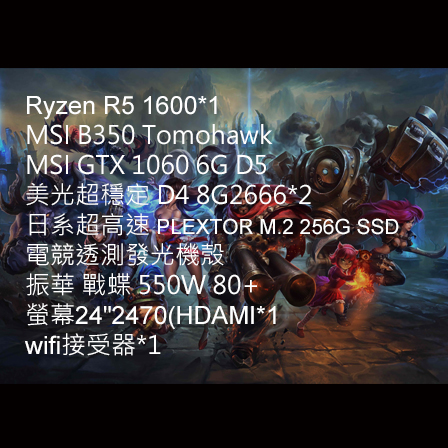 Ryzen R5 1600*1
MSI B350 Tomohawk
MSI GTX 1060 6G D5
美光超穩定 D4 8G2666*2
日系超高速 PLEXTOR M.2 256G SSD
電競透測發光機殼
振華 戰蝶 550W 80+
螢幕24"2470(HDAMI*1
wifi接受器*1